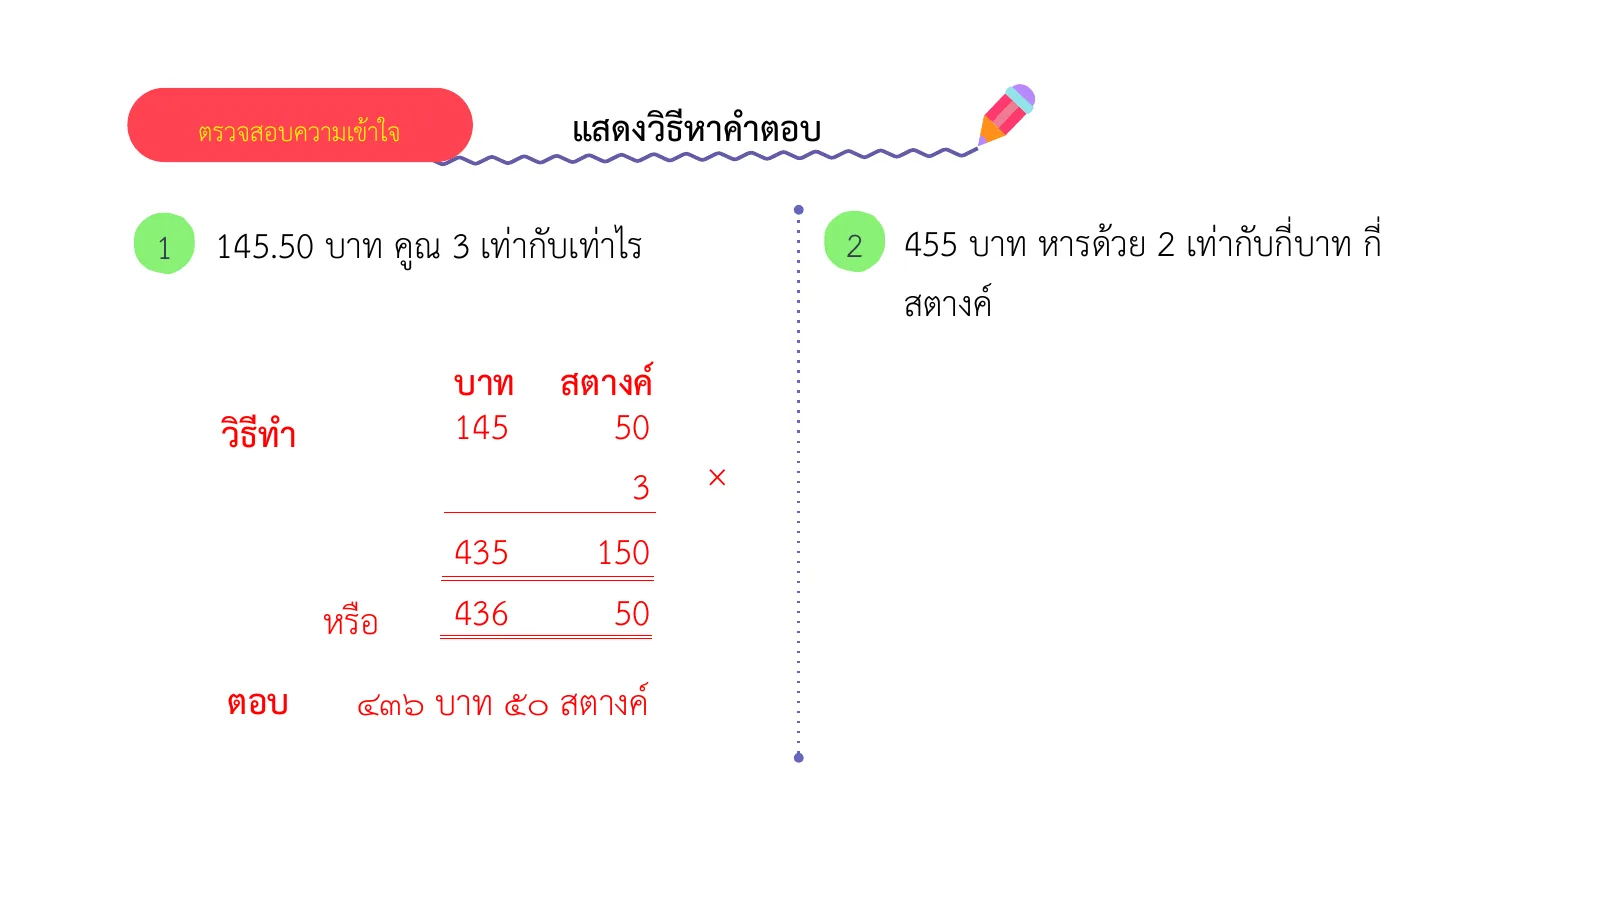 ตรวจสอบความเข้าใจ
แสดงวิธีหาคำตอบ
1 145.50 บาท คูณ 3 เท่ากับเท่าไร
บาท สตางค์
วิธีทำ 145 50
3 ×
435 150
หรือ 436 50
ตอบ ๔๓๖ บาท ๕๐ สตางค์
2 455 บาท หารด้วย 2 เท่ากับกี่บาท กี่
สตางค์